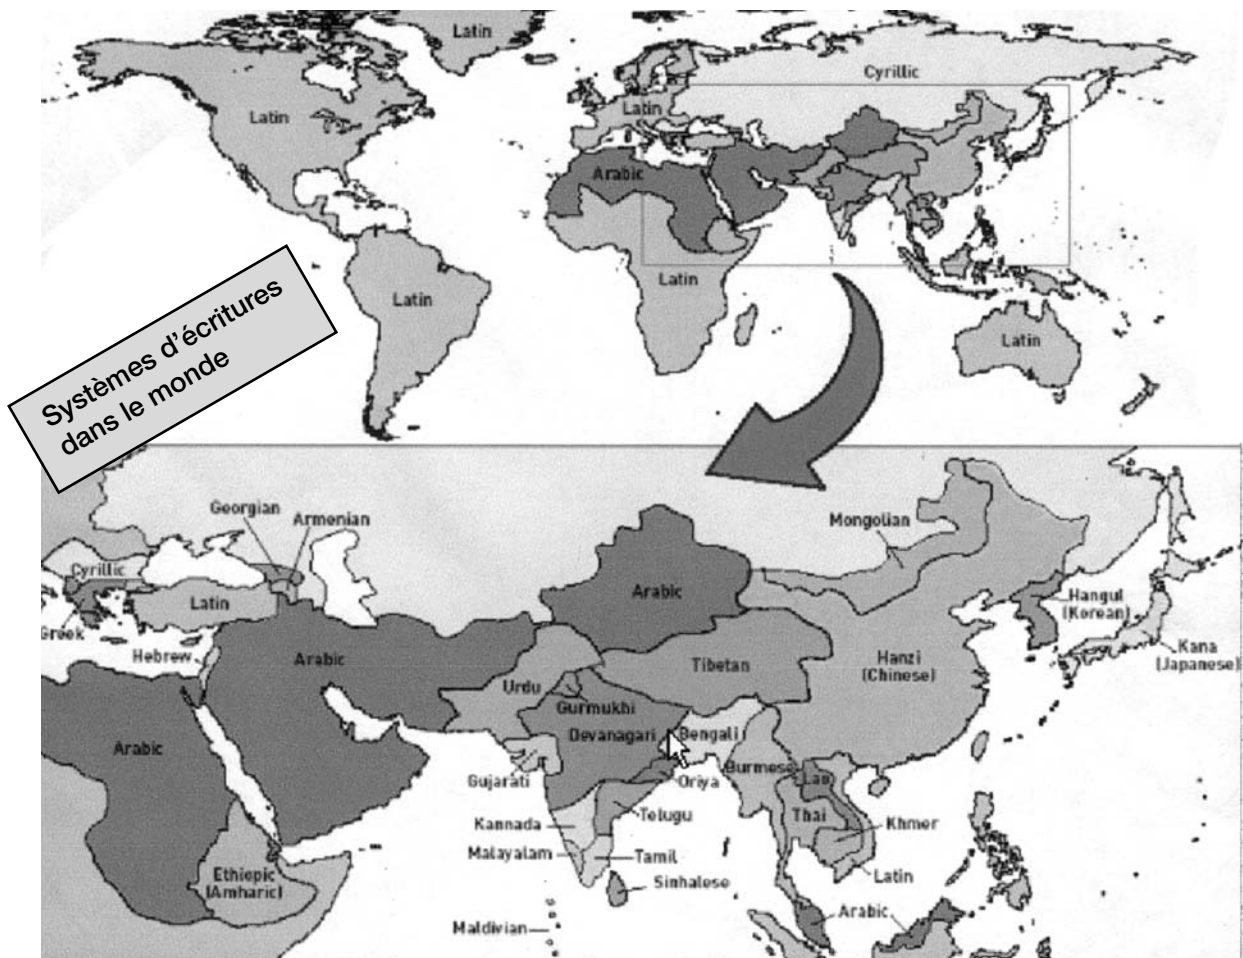 Latin
Cyrillic
Latin
Latin
Arabic
Latin
Latin
Latin
Systèmes d'écritures
dans le monde
Georgian
Armenian
Mongolian
Cyrillic
Latin
Greek
Hebrew
Arabic
Arabic
Hangul
(Korean)
Kana
(Japanese)
Hanzi
(Chinese)
Tibetan
Urdu
Gurmukhi
Devanagari
Bengali
Arabic
Gujarati
Oriya
Burmese
Lao
Thai
Telugu
Kannada
Khmer
Malayalam
Tamil
Latin
Sinhalese
Ethiopic
(Amharic)
Arabic
Maldivian